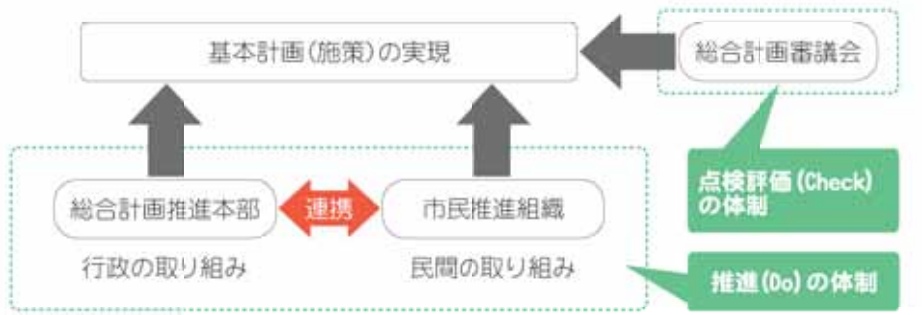 基本計画(施策)の実現
総合計画審議会
点検評価(Check)
の体制
総合計画推進本部
連携
市民推進組織
行政の取り組み
民間の取り組み
推進(Do)の体制